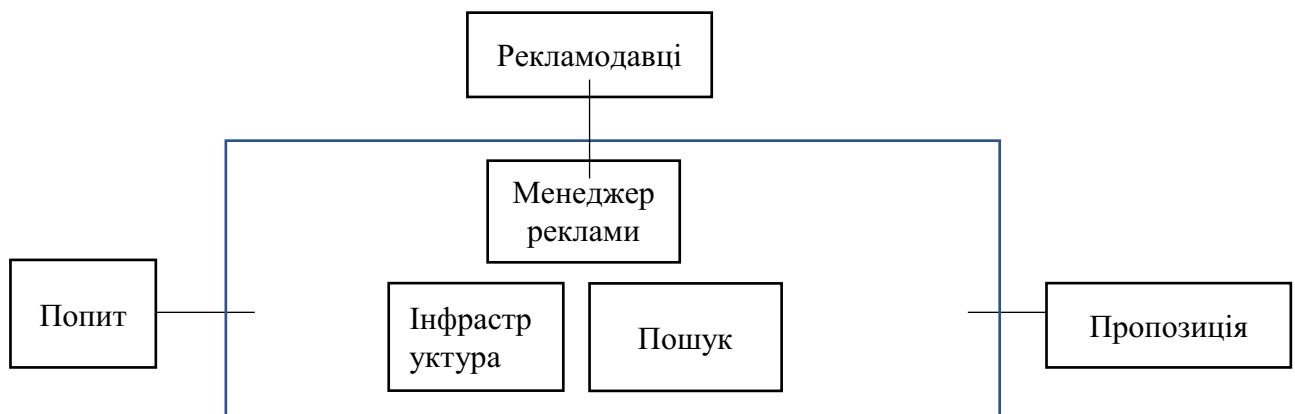 Рекламодавці
Менеджер
реклами
Попит
Інфрастр
уктура
Пошук
Пропозиція